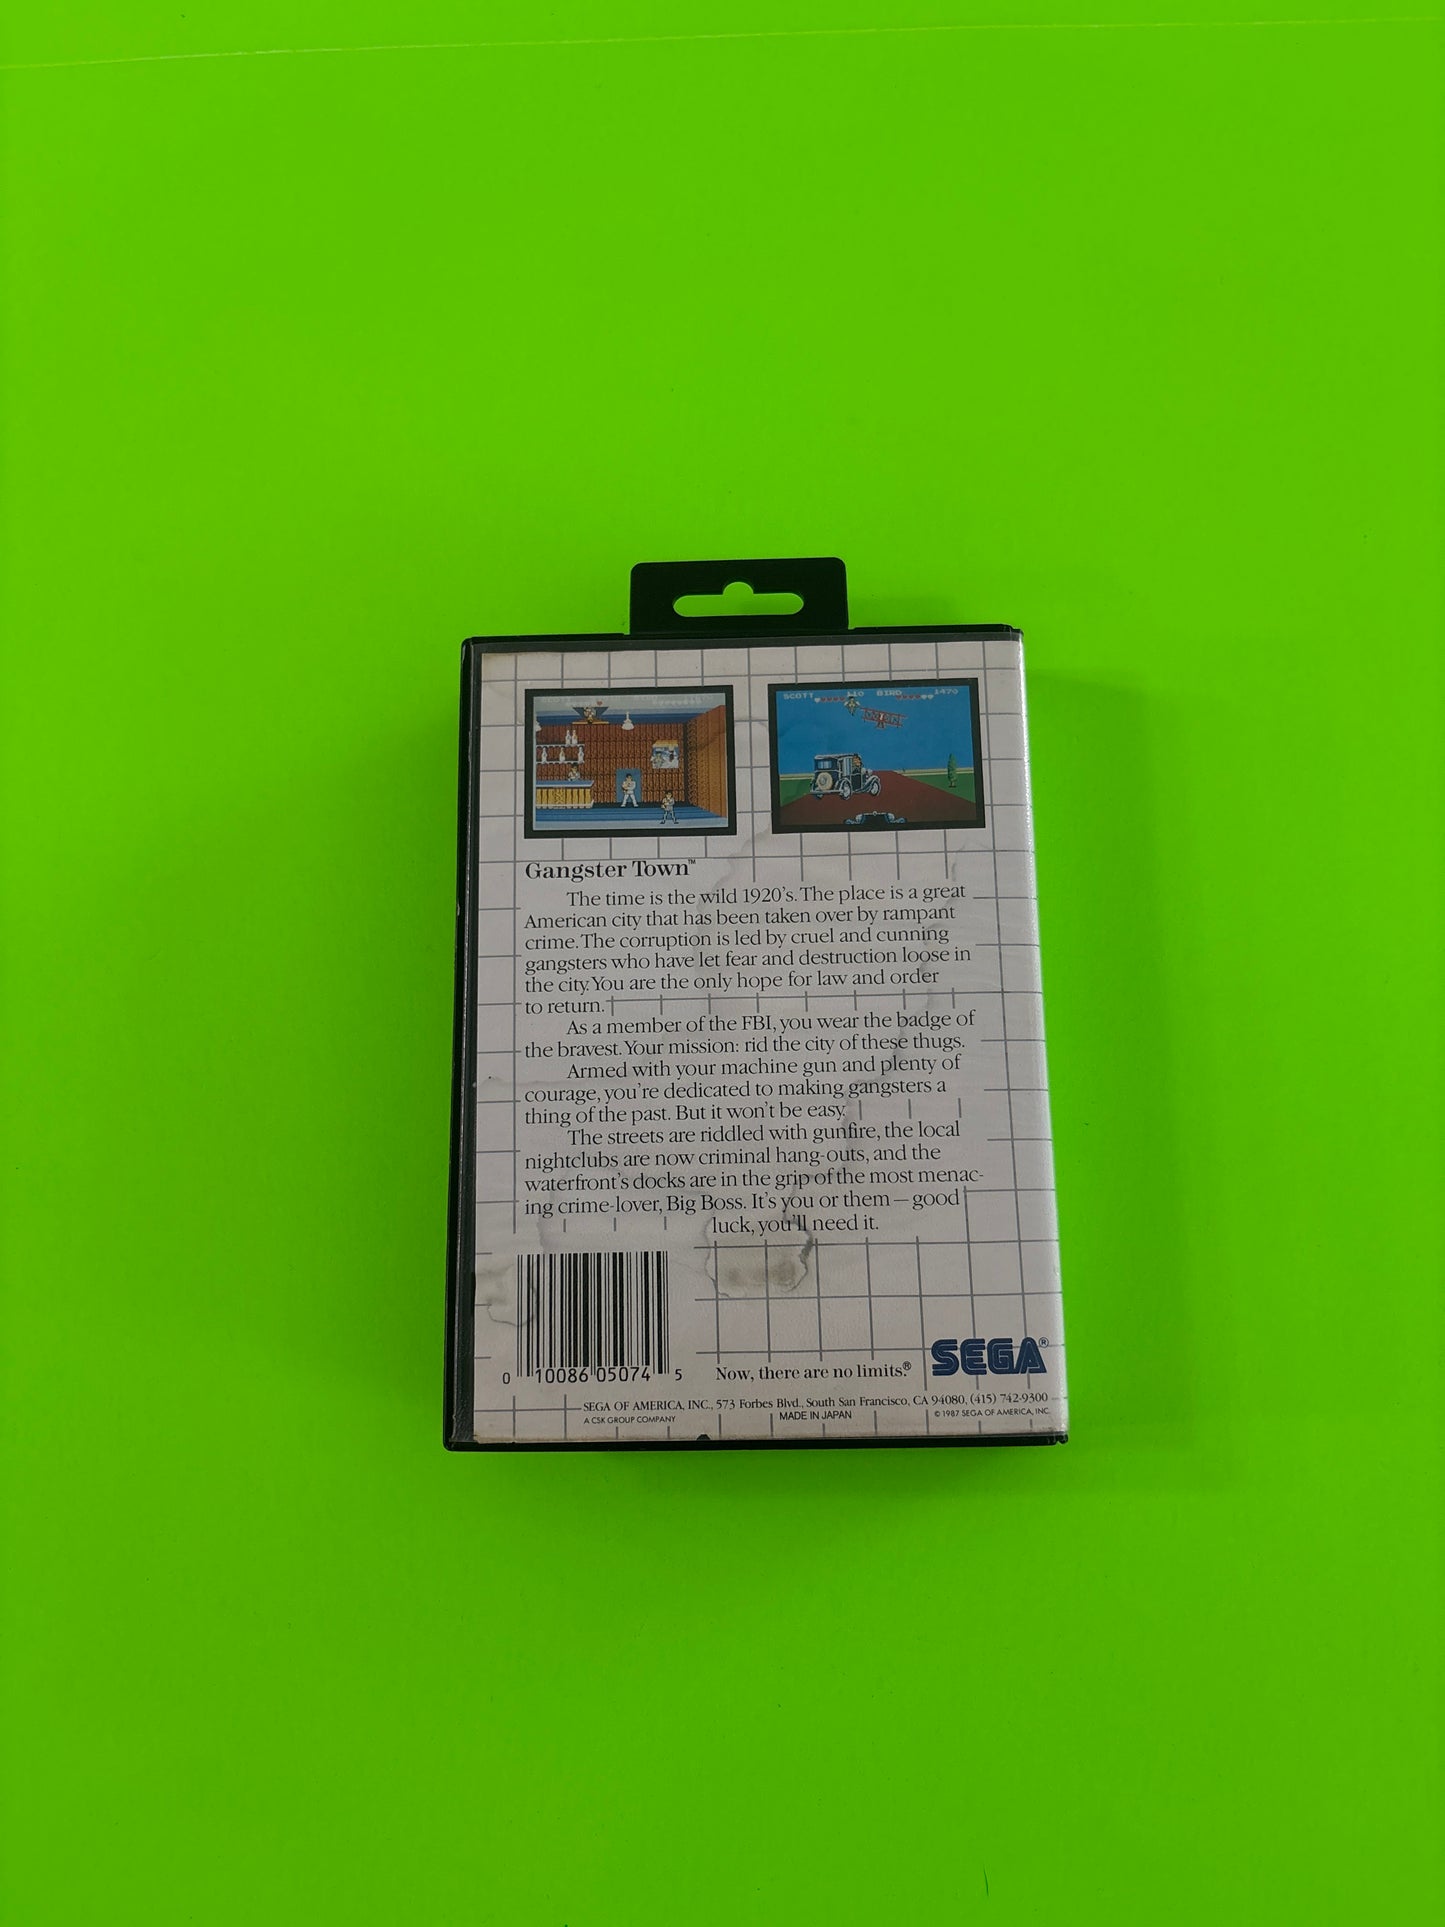 SCOTT 110 BIRD 1470
Gangster Town™
The time is the wild 1920's. The place is a great
American city that has been taken over by rampant
crime. The corruption is led by cruel and cunning
gangsters who have let fear and destruction loose in
the city. You are the only hope for law and order
to return.
As a member of the FBI, you wear the badge of
the bravest. Your mission: rid the city of these thugs.
Armed with your machine gun and plenty of
courage, you're dedicated to making gangsters a
thing of the past. But it won't be easy.
The streets are riddled with gunfire, the local
nightclubs are now criminal hang-outs, and the
waterfront's docks are in the grip of the most menac-
ing crime-lover, Big Boss. It's you or them — good
luck, you'll need it.
0 10086 05074 5
Now, there are no limits.®
SEGA®
SEGA OF AMERICA, INC., 573 Forbes Blvd., South San Francisco, CA 94080, (415) 742-9300
A CSK GROUP COMPANY MADE IN JAPAN © 1987 SEGA OF AMERICA, INC.